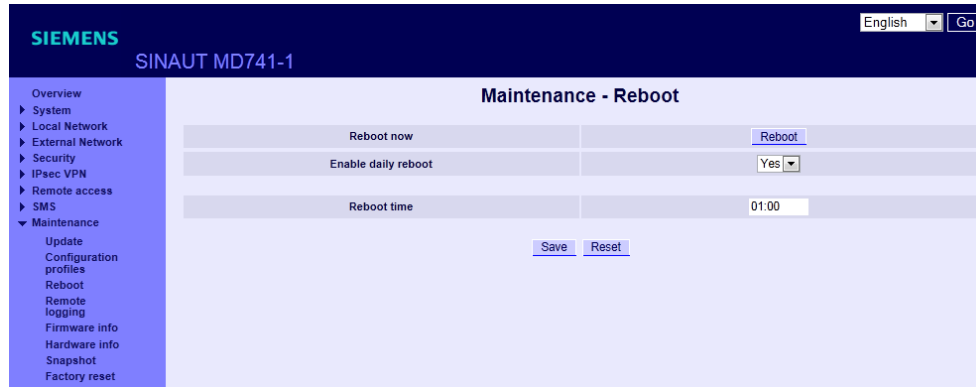 English Go
SIEMENS
SINAUT MD741-1
Overview
System
Local Network
External Network
Security
IPsec VPN
Remote access
SMS
Maintenance
Update
Configuration
profiles
Reboot
Remote
logging
Firmware info
Hardware info
Snapshot
Factory reset
Maintenance - Reboot
Reboot now Reboot
Enable daily reboot Yes
Reboot time 01:00
Save Reset